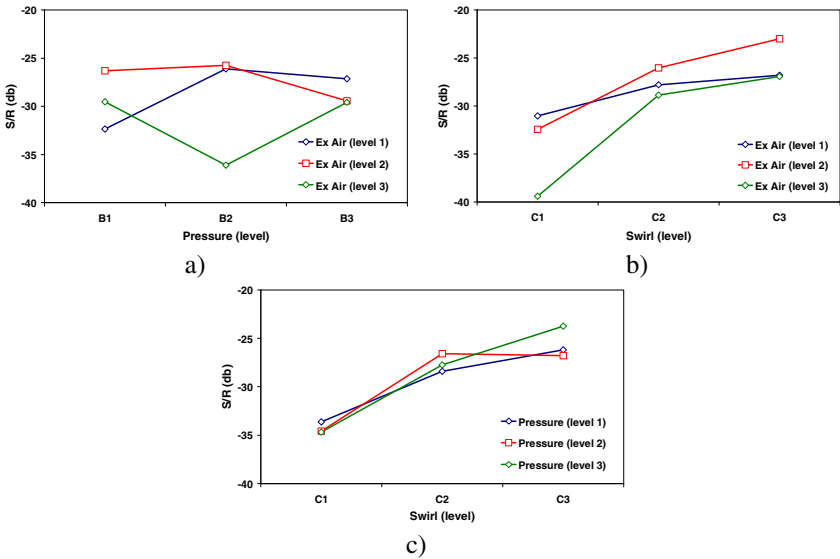 -20
-25
-30
-35
-40
S/R (db)
Ex Air (level 1)
Ex Air (level 2)
Ex Air (level 3)
B1 B2 B3
Pressure (level)
a)
-20
-25
-30
-35
-40
S/R (db)
Ex Air (level 1)
Ex Air (level 2)
Ex Air (level 3)
C1 C2 C3
Swirl (level)
b)
-20
-25
-30
-35
-40
S/R (db)
Pressure (level 1)
Pressure (level 2)
Pressure (level 3)
C1 C2 C3
Swirl (level)
c)